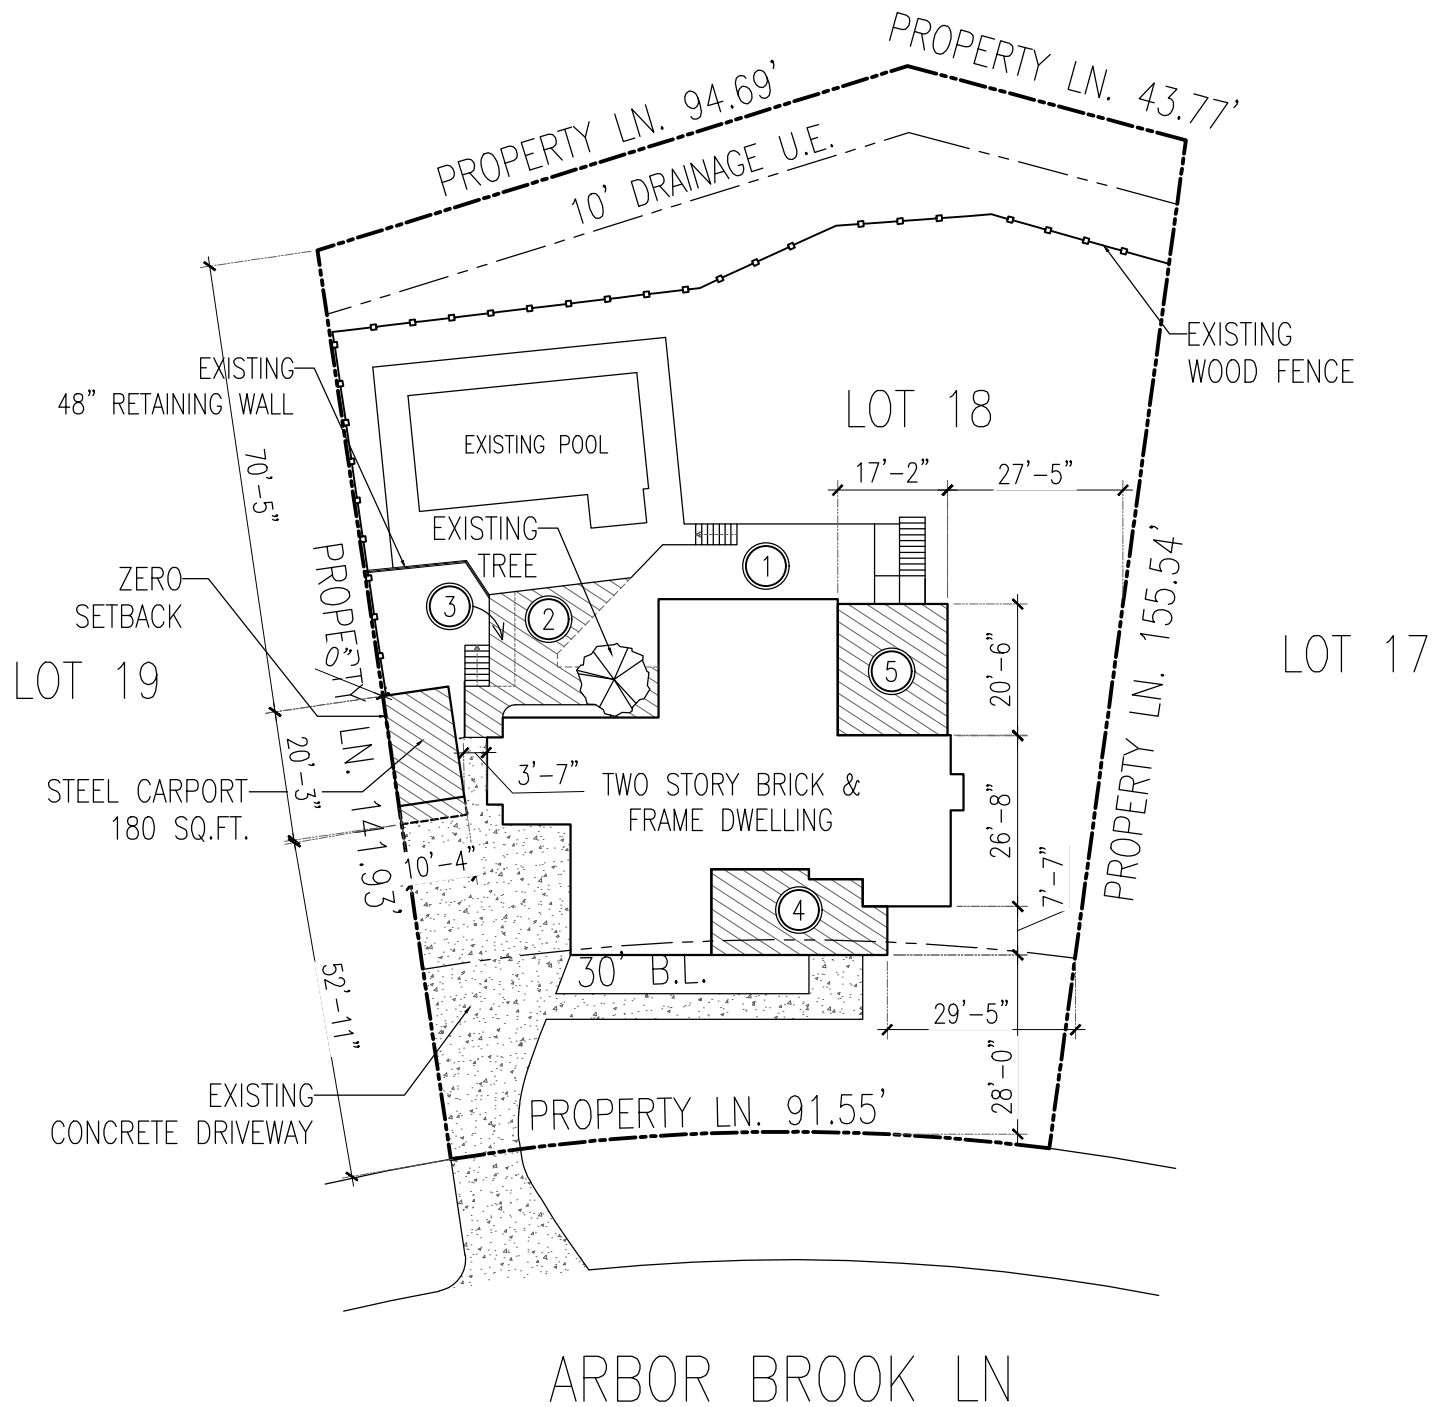 PROPERTY LN. 43.77'
PROPERTY LN. 94.69'
10' DRAINAGE U.E.
EXISTING
WOOD FENCE
EXISTING
48" RETAINING WALL
LOT 18
EXISTING POOL
17'-2"
27'-5"
70'-5"
EXISTING
TREE
1
ZERO
SETBACK
3
2
PROPERTY LN. 141.93'
PROPERTY LN. 155.54'
0"
5
20'-6"
LOT 19
LOT 17
20'-3"
STEEL CARPORT
180 SQ.FT.
3'-7"
TWO STORY BRICK &
FRAME DWELLING
26'-8"
10'-4"
7'-7"
4
30' B.L.
52'-11"
29'-5"
28'-0"
EXISTING
CONCRETE DRIVEWAY
PROPERTY LN. 91.55'
ARBOR BROOK LN